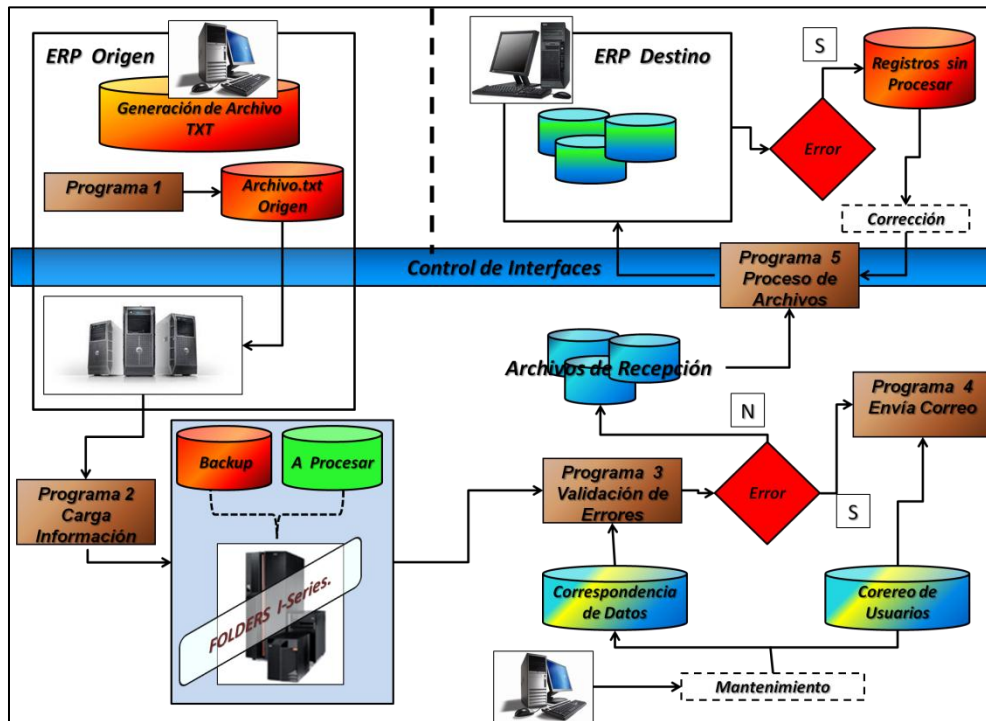 ERP Origen
Generación de Archivo
TXT
Programa 1
Archivo.txt
Origen
ERP Destino
S
Registros sin
Procesar
Error
Corrección
Control de Interfaces
Programa 5
Proceso de
Archivos
Archivos de Recepción
N
Programa 4
Envía Correo
Backup
A Procesar
Programa 2
Carga
Información
Programa 3
Validación de
Errores
Error
S
FOLDERS I-Series.
Correspondencia
de Datos
Corereo de
Usuarios
Mantenimiento